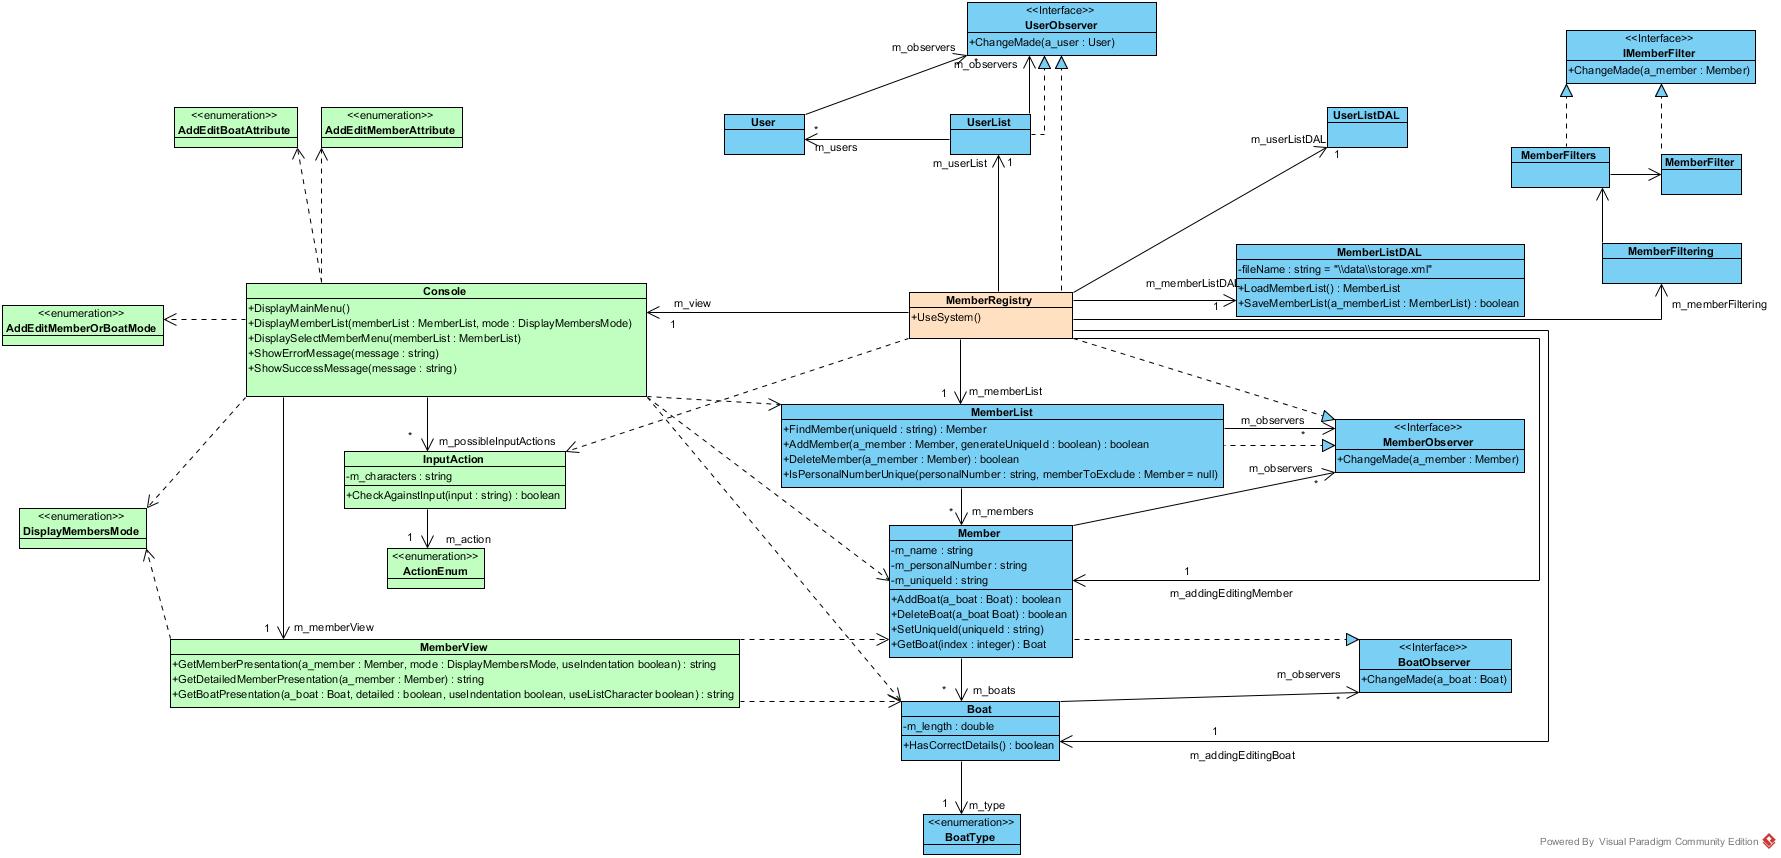 <<Interface>>
UserObserver
+ChangeMade(a_user : User)
<<Interface>>
IMemberFilter
+ChangeMade(a_member : Member)
m_observers
m_observers
*
<<enumeration>>
AddEditBoatAttribute
<<enumeration>>
AddEditMemberAttribute
User
*
m_users
UserList
m_userList
1
UserListDAL
m_userListDAL
1
MemberFilters
MemberFilter
MemberFiltering
m_memberFiltering
MemberListDAL
-fileName : string = "\\data\\storage.xml"
+LoadMemberList() : MemberList
+SaveMemberList(a_memberList : MemberList) : boolean
m_memberListDAL
1
<<enumeration>>
AddEditMemberOrBoatMode
Console
+DisplayMainMenu()
+DisplayMemberList(memberList : MemberList, mode : DisplayMembersMode)
+DisplaySelectMemberMenu(memberList : MemberList)
+ShowErrorMessage(message : string)
+ShowSuccessMessage(message : string)
m_view
1
MemberRegistry
+UseSystem()
1
m_memberList
MemberList
+FindMember(uniqueId : string) : Member
+AddMember(a_member : Member, generateUniqueId : boolean) : boolean
+DeleteMember(a_member : Member) : boolean
+IsPersonalNumberUnique(personalNumber : string, memberToExclude : Member = null)
m_observers
*
<<Interface>>
MemberObserver
+ChangeMade(a_member : Member)
m_observers
*
*
m_possibleInputActions
InputAction
-m_characters : string
+CheckAgainstInput(input : string) : boolean
1
m_action
<<enumeration>>
ActionEnum
<<enumeration>>
DisplayMembersMode
*
m_members
Member
-m_name : string
-m_personalNumber : string
-m_uniqueId : string
+AddBoat(a_boat : Boat) : boolean
+DeleteBoat(a_boat Boat) : boolean
+SetUniqueId(uniqueId : string)
+GetBoat(index : integer) : Boat
1
m_addingEditingMember
1
m_memberView
MemberView
+GetMemberPresentation(a_member : Member, mode : DisplayMembersMode, useIndentation boolean) : string
+GetDetailedMemberPresentation(a_member : Member) : string
+GetBoatPresentation(a_boat : Boat, detailed : boolean, useIndentation boolean, useListCharacter boolean) : string
<<Interface>>
BoatObserver
+ChangeMade(a_boat : Boat)
m_observers
*
*
m_boats
Boat
-m_length : double
+HasCorrectDetails() : boolean
1
m_addingEditingBoat
1
m_type
<<enumeration>>
BoatType
Powered By Visual Paradigm Community Edition